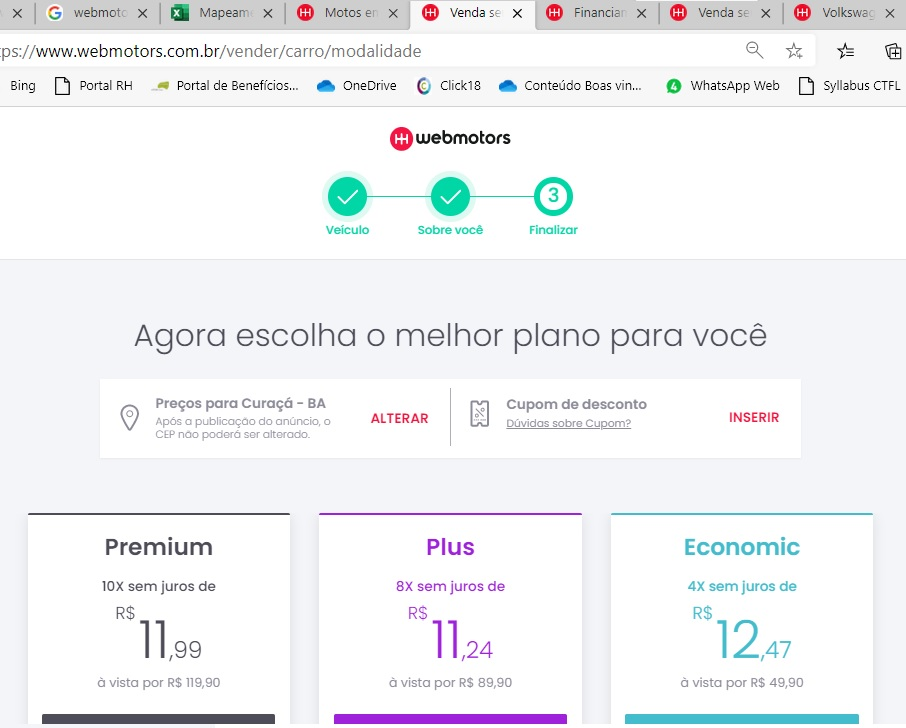 webmoto
Mapeam
Motos en
Venda se
Financian
Venda se
Volkswag
ps://www.webmotors.com.br/vender/carro/modalidade
Bing
Portal RH
Portal de Benefícios...
OneDrive
Click18
Conteúdo Boas vin...
4
WhatsApp Web
Syllabus CTFL
webmotors
3
Veículo
Sobre você
Finalizar
Agora escolha o melhor plano para você
Preços para Curaçá - BA
Após a publicação do anúncio, o
CEP não poderá ser alterado.
ALTERAR
Cupom de desconto
Dúvidas sobre Cupom?
INSERIR
Premium
10X sem juros de
R$ 11,99
à vista por R$ 119,90
Plus
8X sem juros de
R$ 11,24
à vista por R$ 89,90
Economic
4X sem juros de
R$ 12,47
à vista por R$ 49,90